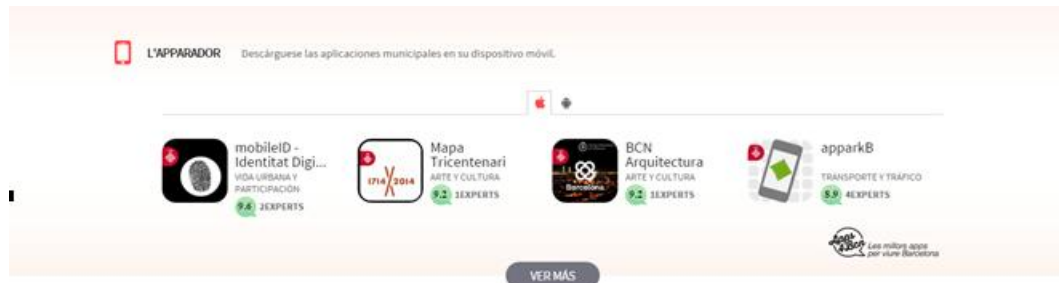 L'APPARADOR Descárguese las aplicaciones municipales en su dispositivo móvil.
mobileID -
Identitat Digi...
VIDA URBANA Y
PARTICIPACIÓN
9.6 2EXPERTS
1714 2014
Mapa
Tricentenari
ARTE Y CULTURA
9.2 1EXPERTS
Barcelona
BCN
Arquitectura
ARTE Y CULTURA
9.2 1EXPERTS
apparkB
TRANSPORTE Y TRÁFICO
8.9 4EXPERTS
Apps
4BCN
Les millors apps
per viure Barcelona
VER MÁS